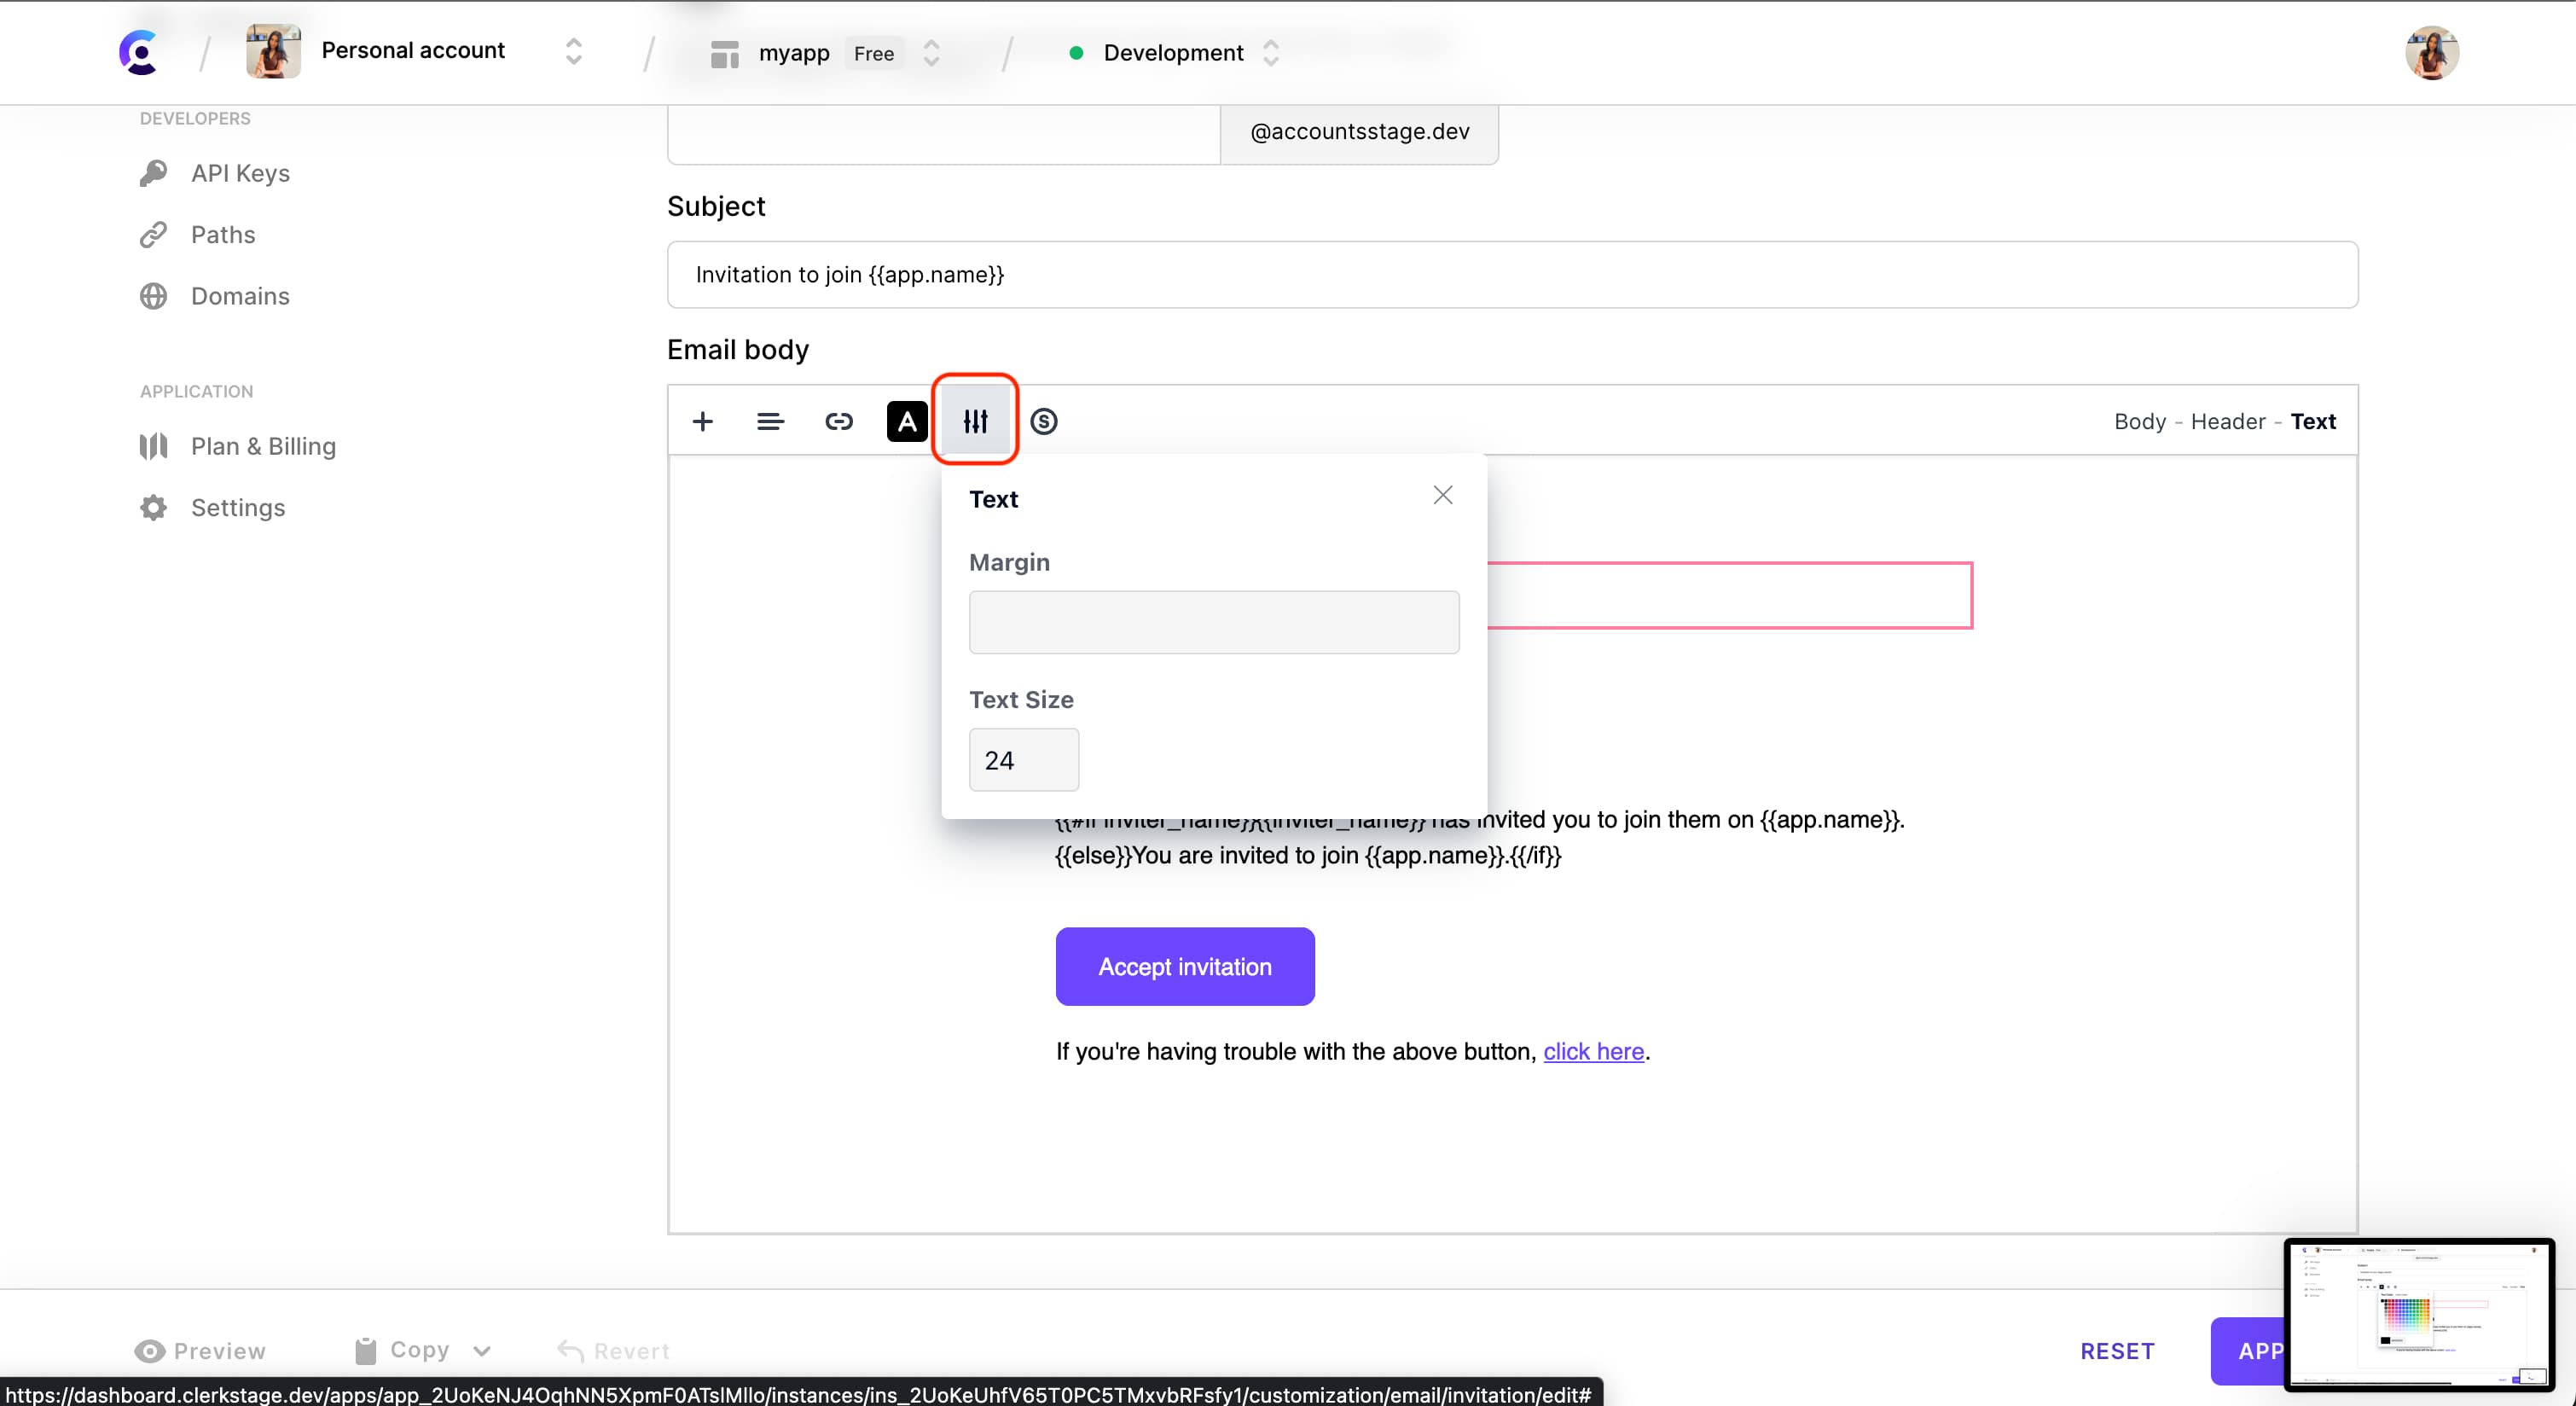 Personal account
myapp Free
Development
DEVELOPERS
API Keys
Paths
Domains
APPLICATION
Plan & Billing
Settings
@accountsstage.dev
Subject
Invitation to join {{app.name}}
Email body
A
S
Body - Header - Text
Text
Margin
Text Size
24
{{#if inviter_name}}{{inviter_name}} has invited you to join them on {{app.name}}.
{{else}}You are invited to join {{app.name}}.{{/if}}
Accept invitation
If you're having trouble with the above button, click here.
Preview
Copy
Revert
RESET
APP
https://dashboard.clerkstage.dev/apps/app_2UoKeNJ4OqhNN5XpmF0ATslMllo/instances/ins_2UoKeUhfV65T0PC5TMxvbRFsfy1/customization/email/invitation/edit#